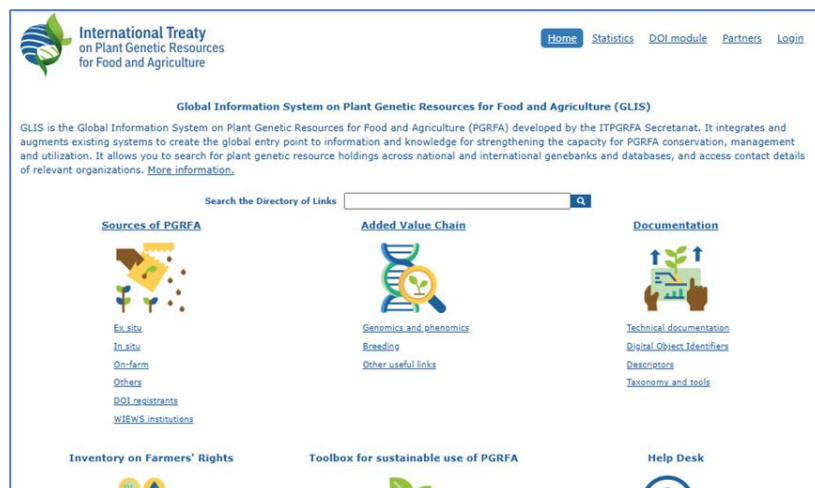 International Treaty
on Plant Genetic Resources
for Food and Agriculture
Home Statistics DOI module Partners Login
Global Information System on Plant Genetic Resources for Food and Agriculture (GLIS)
GLIS is the Global Information System on Plant Genetic Resources for Food and Agriculture (PGRFA) developed by the ITPGRFA Secretariat. It integrates and
augments existing systems to create the global entry point to information and knowledge for strengthening the capacity for PGRFA conservation, management
and utilization. It allows you to search for plant genetic resource holdings across national and international genebanks and databases, and access contact details
of relevant organizations. More information.
Search the Directory of Links
Sources of PGRFA
Ex situ
In situ
On-farm
Others
DOI registrants
WIEWS institutions
Added Value Chain
Genomics and phenomics
Breeding
Other useful links
Documentation
Technical documentation
Digital Object Identifiers
Descriptors
Taxonomy and tools
Inventory on Farmers' Rights
Toolbox for sustainable use of PGRFA
Help Desk